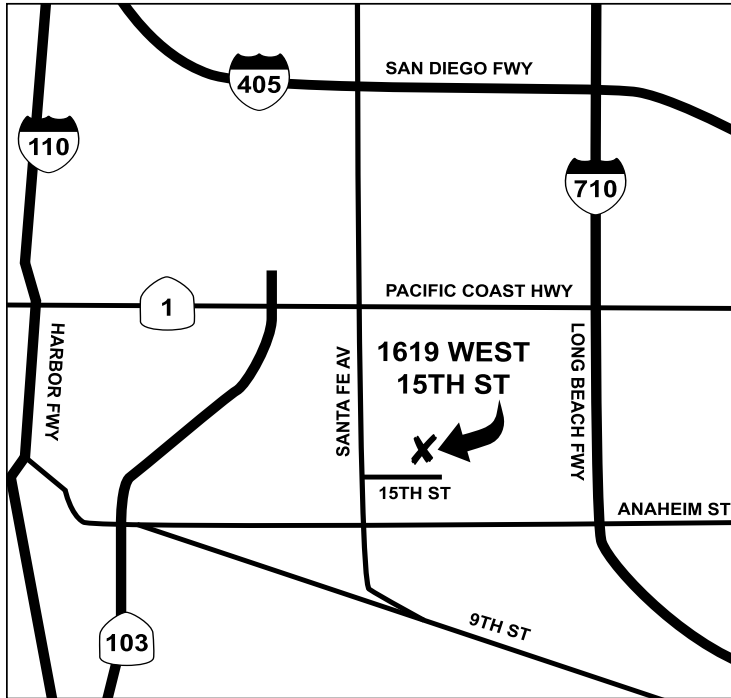 SAN DIEGO FWY
405
110
710
PACIFIC COAST HWY
1
HARBOR FWY
SANTA FE AV
1619 WEST
15TH ST
LONG BEACH FWY
15TH ST
ANAHEIM ST
9TH ST
103